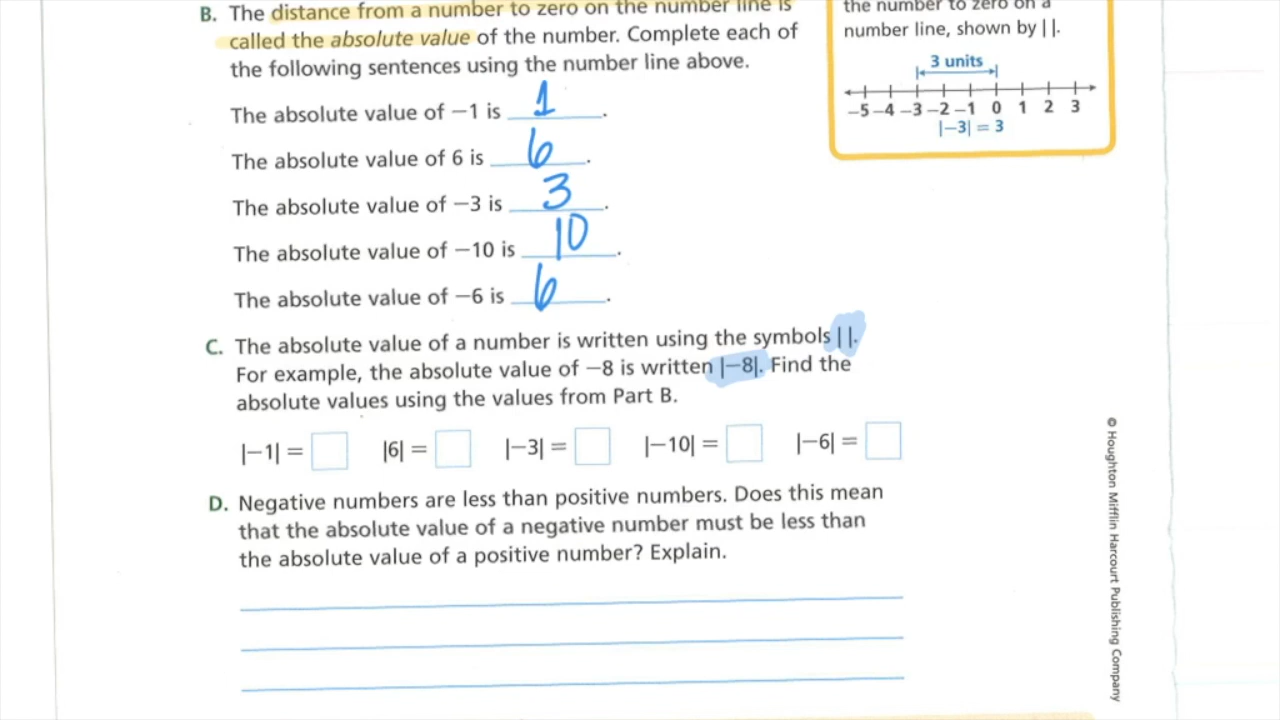 B. The distance from a number to zero on the number line is
called the absolute value of the number. Complete each of
the following sentences using the number line above.
The absolute value of −1 is 1.
The absolute value of 6 is 6.
The absolute value of −3 is 3.
The absolute value of −10 is 10.
The absolute value of −6 is 6.
the number to zero on a
number line, shown by | |.
3 units
−5 −4 −3 −2 −1 0 1 2 3
|−3| = 3
C. The absolute value of a number is written using the symbols | |.
For example, the absolute value of −8 is written |−8|. Find the
absolute values using the values from Part B.
|−1| = |6| = |−3| = |−10| = |−6| =
D. Negative numbers are less than positive numbers. Does this mean
that the absolute value of a negative number must be less than
the absolute value of a positive number? Explain.
© Houghton Mifflin Harcourt Publishing Company